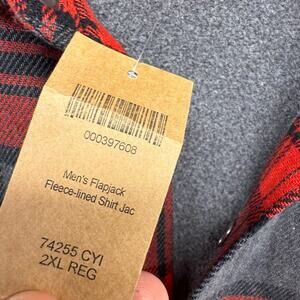 000397608
Men's Flapjack
Fleece-lined Shirt Jac
74255 CYI
2XL REG